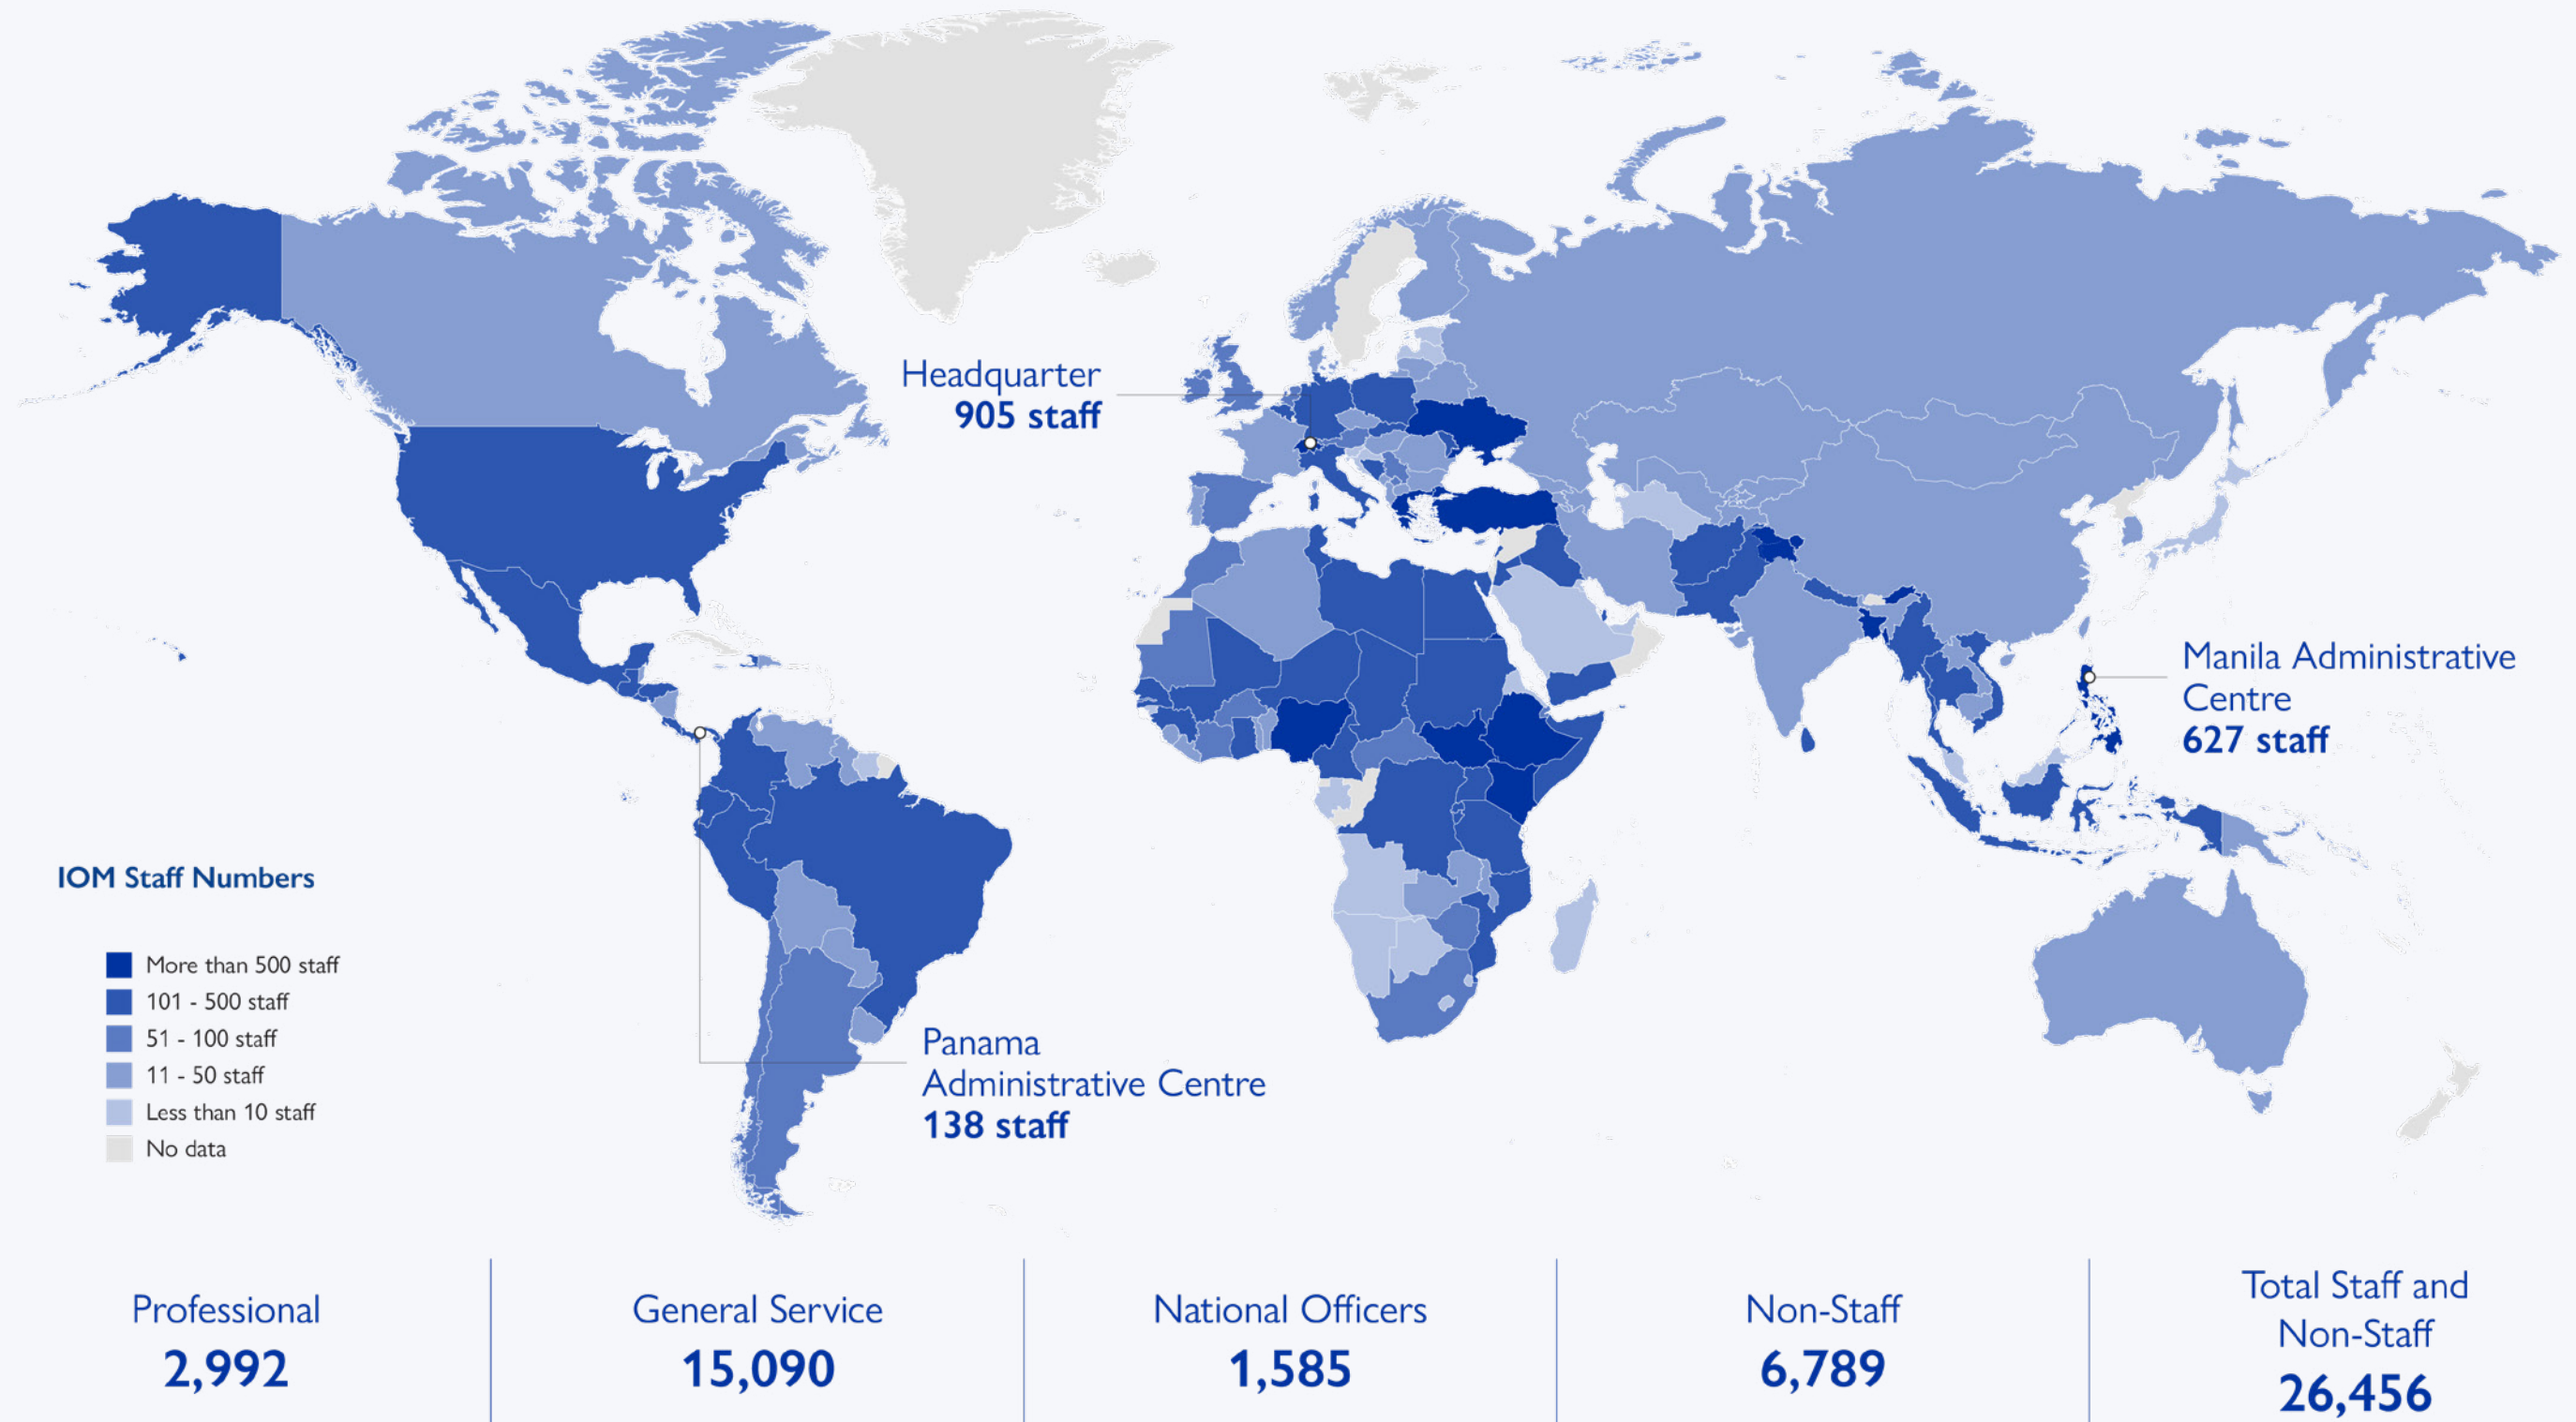 Headquarter
905 staff
Manila Administrative
Centre
627 staff
Panama
Administrative Centre
138 staff
IOM Staff Numbers
More than 500 staff
101 - 500 staff
51 - 100 staff
11 - 50 staff
Less than 10 staff
No data
Professional
2,992
General Service
15,090
National Officers
1,585
Non-Staff
6,789
Total Staff and
Non-Staff
26,456